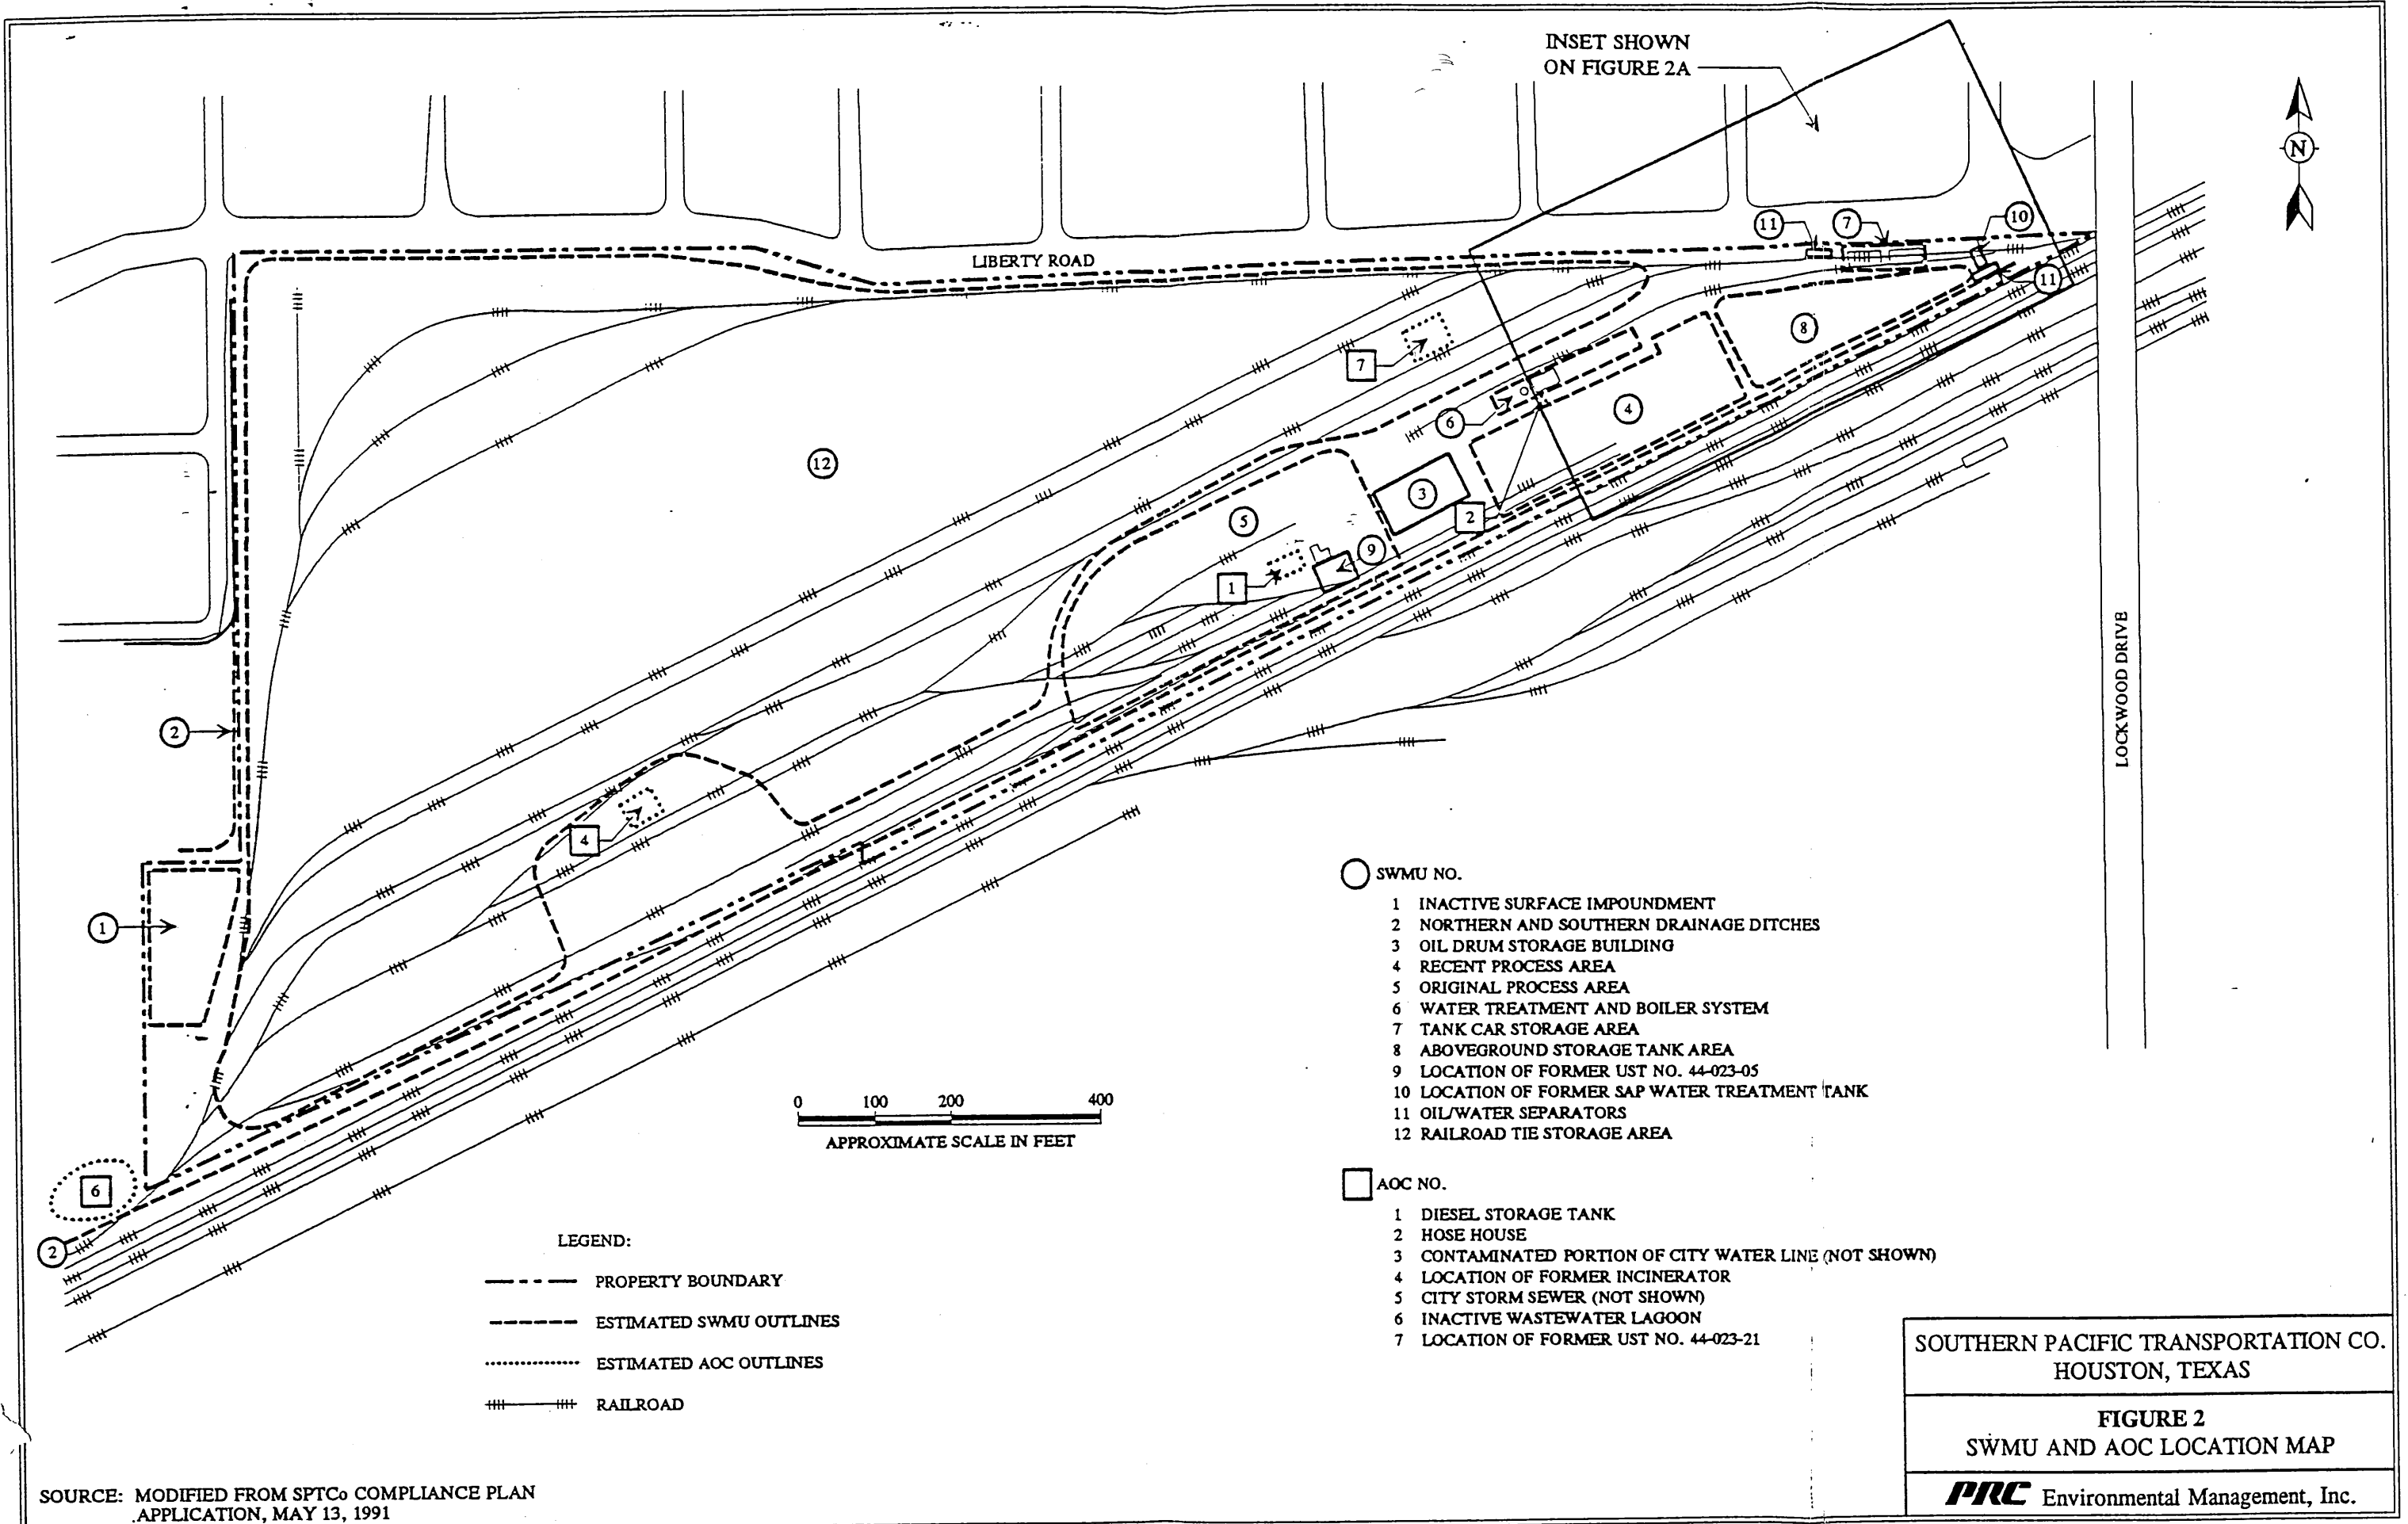 INSET SHOWN
ON FIGURE 2A
N
11
7
10
LIBERTY ROAD
11
8
7
6
4
12
3
5
2
9
1
LOCKWOOD DRIVE
2
4
1
6
2
SWMU NO.
1 INACTIVE SURFACE IMPOUNDMENT
2 NORTHERN AND SOUTHERN DRAINAGE DITCHES
3 OIL DRUM STORAGE BUILDING
4 RECENT PROCESS AREA
5 ORIGINAL PROCESS AREA
6 WATER TREATMENT AND BOILER SYSTEM
7 TANK CAR STORAGE AREA
8 ABOVEGROUND STORAGE TANK AREA
9 LOCATION OF FORMER UST NO. 44-023-05
10 LOCATION OF FORMER SAP WATER TREATMENT TANK
11 OIL/WATER SEPARATORS
12 RAILROAD TIE STORAGE AREA
0 100 200 400
APPROXIMATE SCALE IN FEET
AOC NO.
1 DIESEL STORAGE TANK
2 HOSE HOUSE
3 CONTAMINATED PORTION OF CITY WATER LINE (NOT SHOWN)
4 LOCATION OF FORMER INCINERATOR
5 CITY STORM SEWER (NOT SHOWN)
6 INACTIVE WASTEWATER LAGOON
7 LOCATION OF FORMER UST NO. 44-023-21
LEGEND:
PROPERTY BOUNDARY
ESTIMATED SWMU OUTLINES
ESTIMATED AOC OUTLINES
RAILROAD
SOUTHERN PACIFIC TRANSPORTATION CO.
HOUSTON, TEXAS
FIGURE 2
SWMU AND AOC LOCATION MAP
PRC Environmental Management, Inc.
SOURCE: MODIFIED FROM SPTCo COMPLIANCE PLAN
APPLICATION, MAY 13, 1991